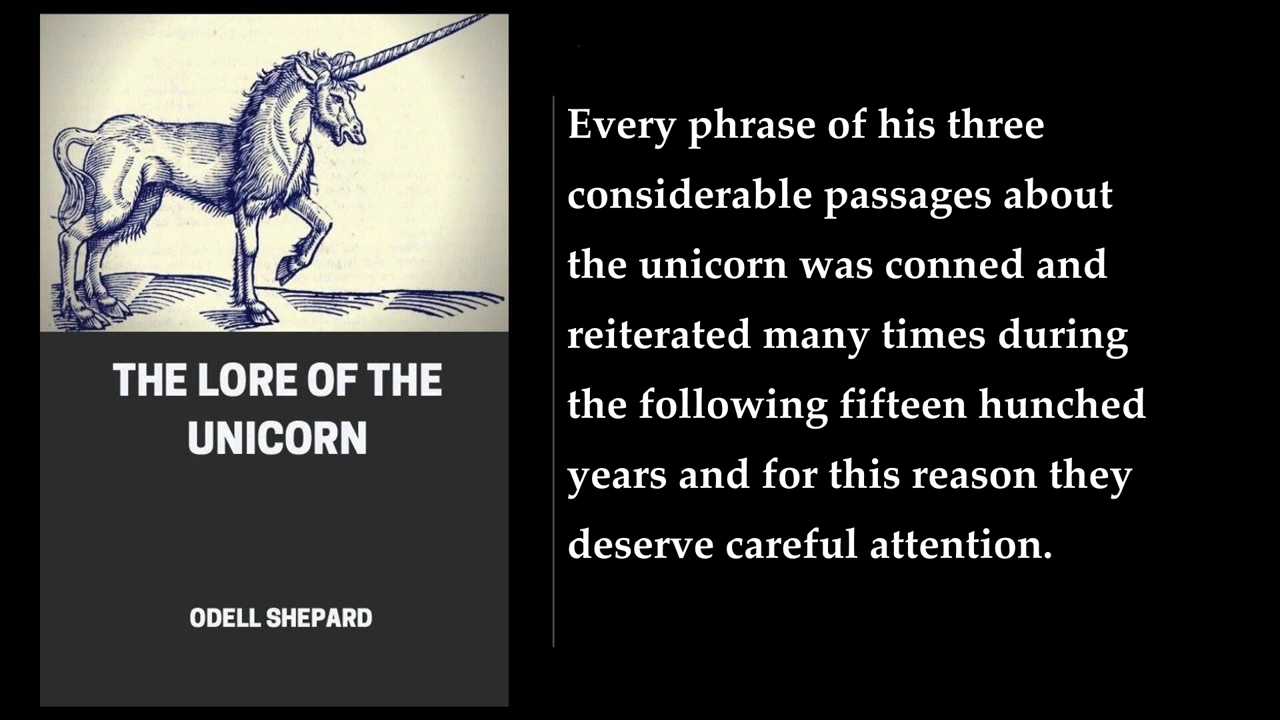 THE LORE OF THE
UNICORN
ODELL SHEPARD
Every phrase of his three
considerable passages about
the unicorn was conned and
reiterated many times during
the following fifteen hunched
years and for this reason they
deserve careful attention.